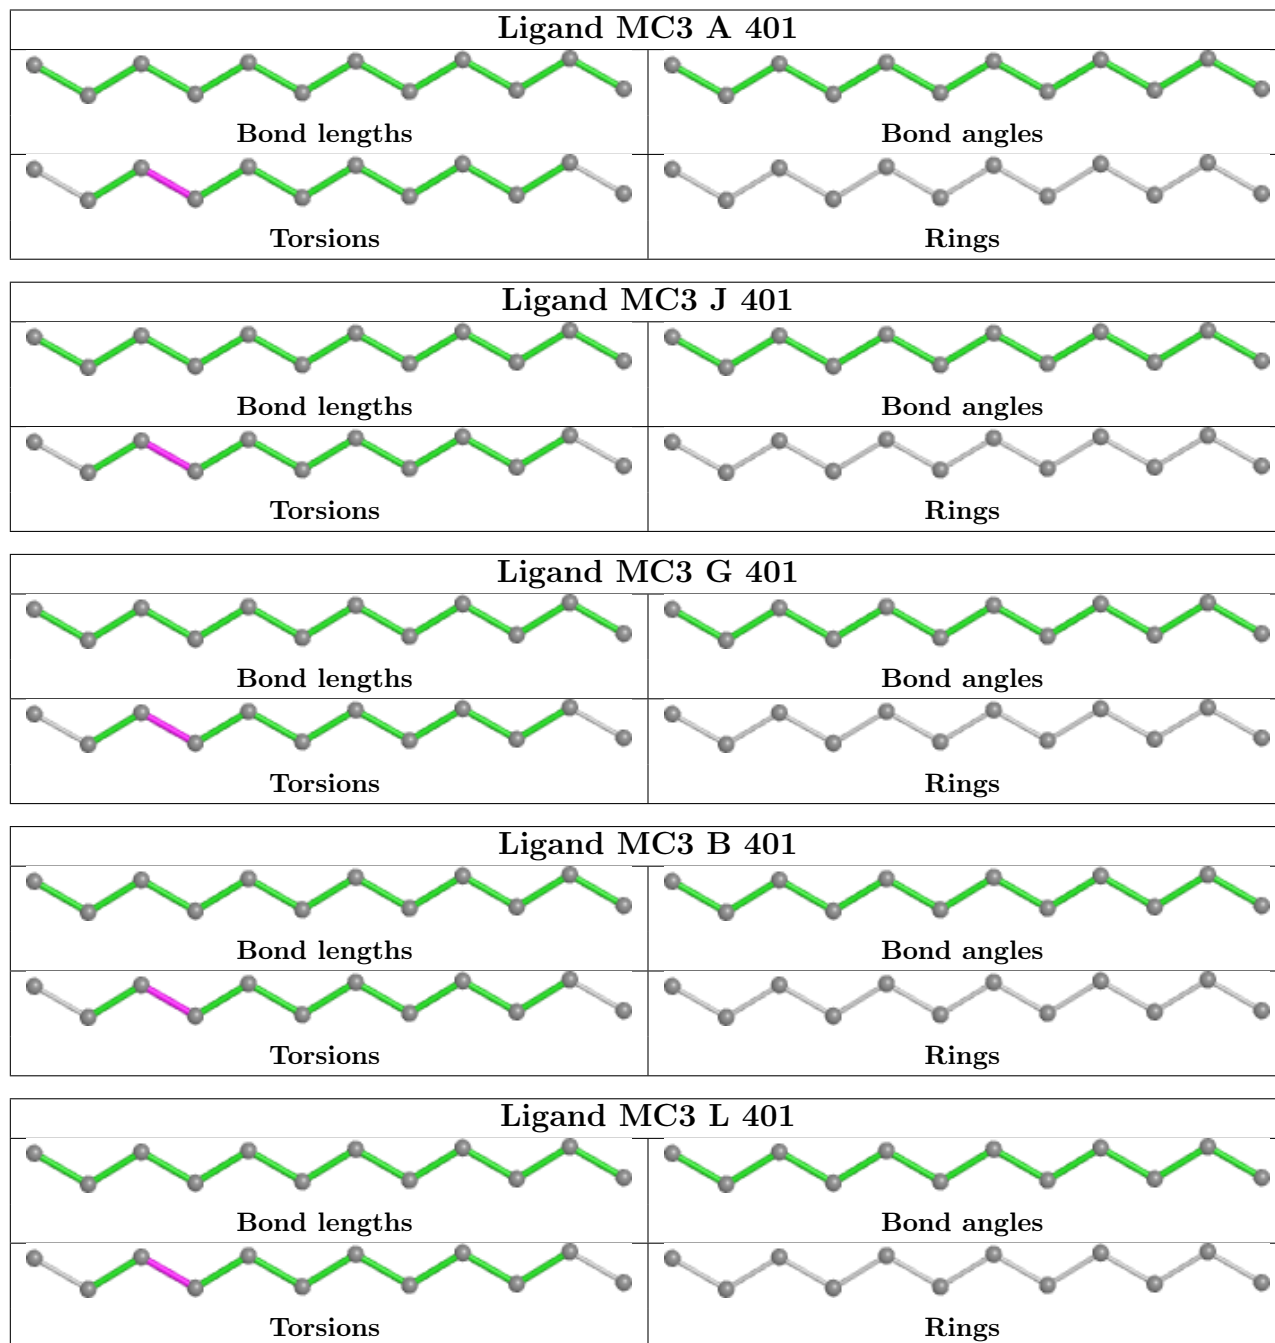 Ligand MC3 A 401
Bond lengths
Bond angles
Torsions
Rings
Ligand MC3 J 401
Bond lengths
Bond angles
Torsions
Rings
Ligand MC3 G 401
Bond lengths
Bond angles
Torsions
Rings
Ligand MC3 B 401
Bond lengths
Bond angles
Torsions
Rings
Ligand MC3 L 401
Bond lengths
Bond angles
Torsions
Rings